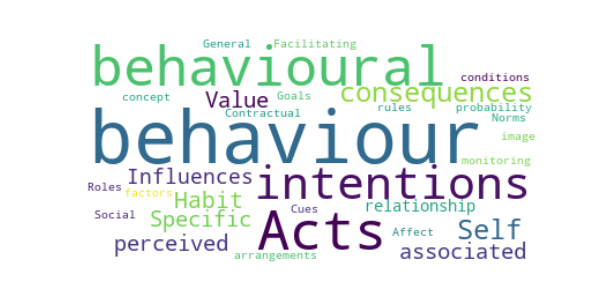 General Facilitating
behavioural conditions
concept Value Goals consequences
Contractual rules probability
behaviour Norms
image
Influences monitoring
Roles factors Habit intentions
Social Specific Cues relationship
perceived Acts Affect Self
arrangements associated